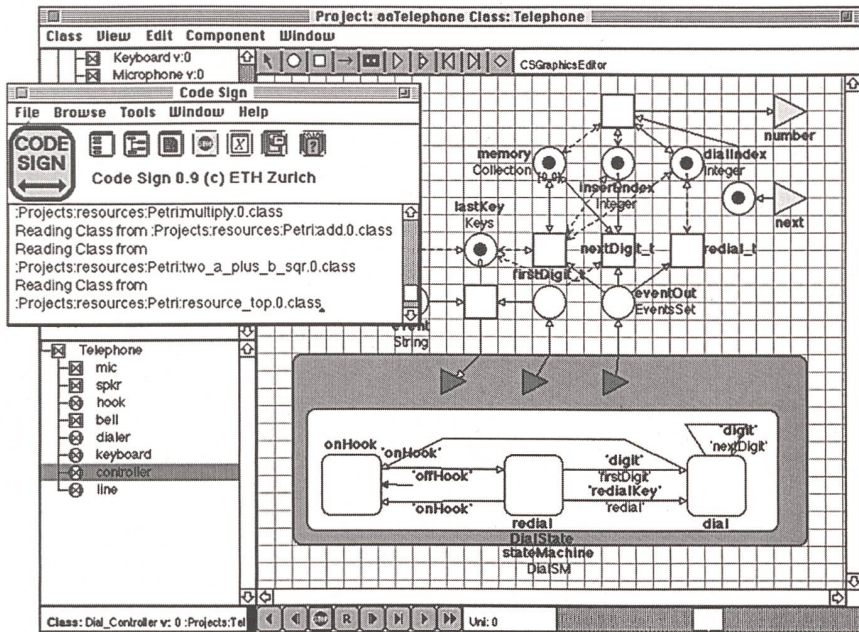 Project: aaTelephone Class: Telephone
Class View Edit Component Window
Keyboard v:0
Microphone v:0
CSGraphicsEditor
Code Sign
File Browse Tools Window Help
CODE
SIGN
Code Sign 0.9 (c) ETH Zurich
:Projects:resources:Petri:multiply.0.class
Reading Class from :Projects:resources:Petri:add.0.class
Reading Class from
:Projects:resources:Petri:two_a_plus_b_sqr.0.class
Reading Class from
:Projects:resources:Petri:resource_top.0.class
number
memory
Collection
insertIndex
Integer
dialIndex
Integer
next
lastKey
Keys
firstDigit_t
nextDigit_t
redial_t
event
String
eventOut
EventsSet
Telephone
mic
spkr
hook
bell
dialer
keyboard
controller
line
onHook
'onHook'
'offHook'
'onHook'
redial
'digit'
'firstDigit'
'redialKey'
'redial'
'digit'
'nextDigit'
dial
DialState
stateMachine
DialSM
Class: Dial_Controller v: 0 :Projects:Tel
R
Uni: 0